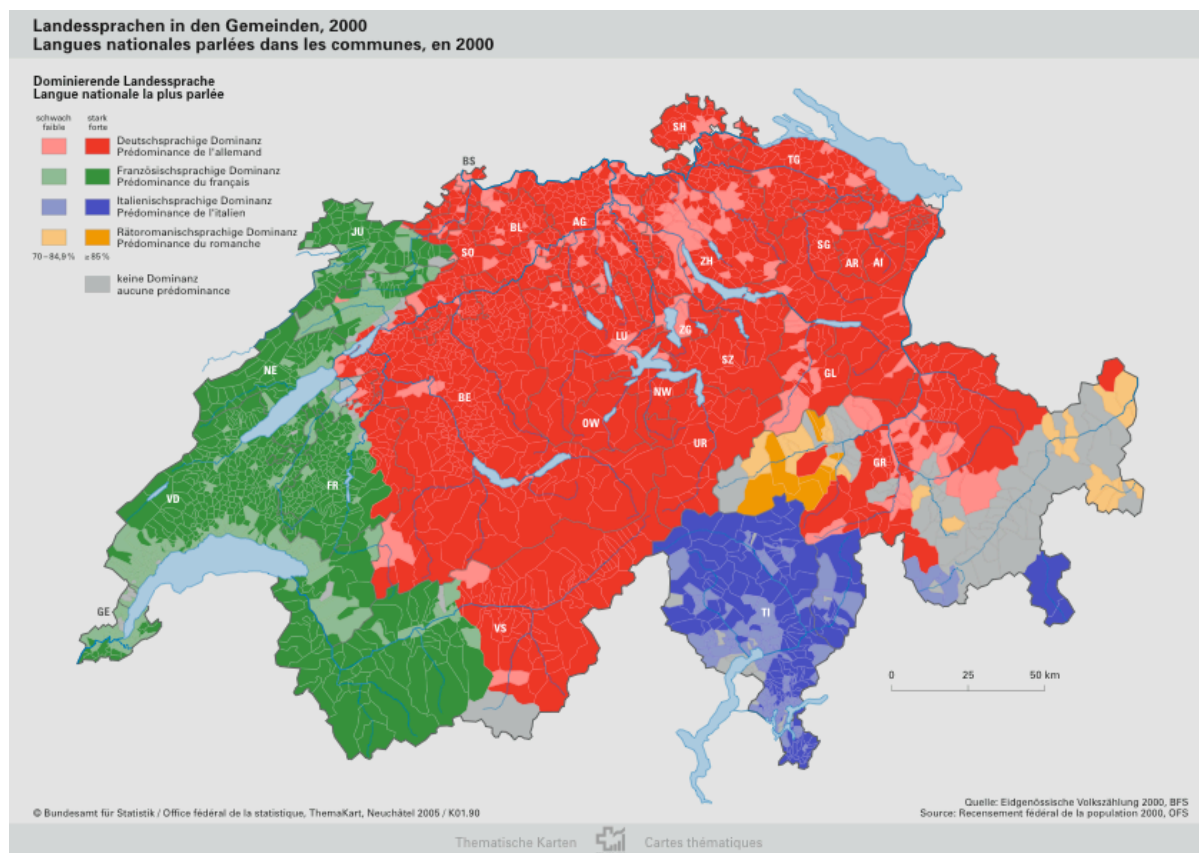 Landessprachen in den Gemeinden, 2000
Langues nationales parlées dans les communes, en 2000
Dominierende Landessprache
Langue nationale la plus parlée
schwach stark
faible forte
Deutschsprachige Dominanz
Prédominance de l'allemand
Französischsprachige Dominanz
Prédominance du français
Italienischsprachige Dominanz
Prédominance de l'italien
Rätoromanischsprachige Dominanz
Prédominance du romanche
70–84,9% ≥85%
keine Dominanz
aucune prédominance
SH
BS
TG
JU
BL
AG
SO
ZH
SG
AR
AI
LU
ZG
SZ
NE
GL
BE
NW
OW
UR
GR
VD
FR
GE
VS
TI
0 25 50 km
© Bundesamt für Statistik / Office fédéral de la statistique, ThemaKart, Neuchâtel 2005 / K01.90
Quelle: Eidgenössische Volkszählung 2000, BFS
Source: Recensement fédéral de la population 2000, OFS
Thematische Karten Cartes thématiques